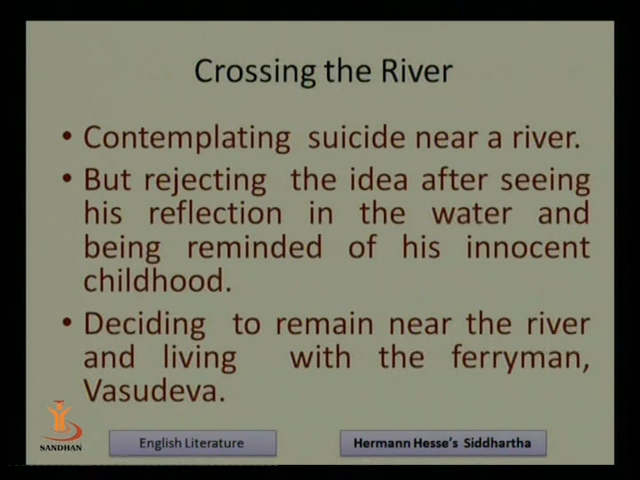 Crossing the River
• Contemplating suicide near a river.
• But rejecting the idea after seeing
his reflection in the water and
being reminded of his innocent
childhood.
• Deciding to remain near the river
and living with the ferryman,
Vasudeva.
SANDHAN
English Literature
Hermann Hesse's Siddhartha